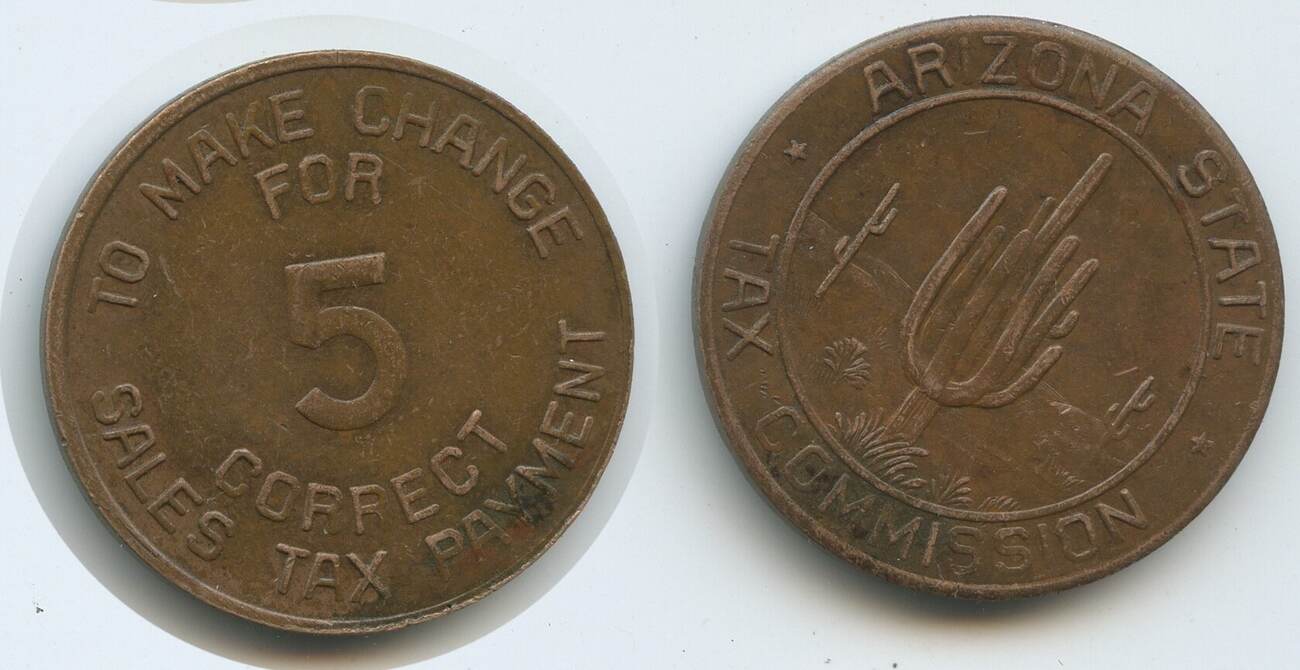 TO MAKE CHANGE
FOR
5
CORRECT
SALES TAX PAYMENT
ARIZONA STATE
TAX COMMISSION